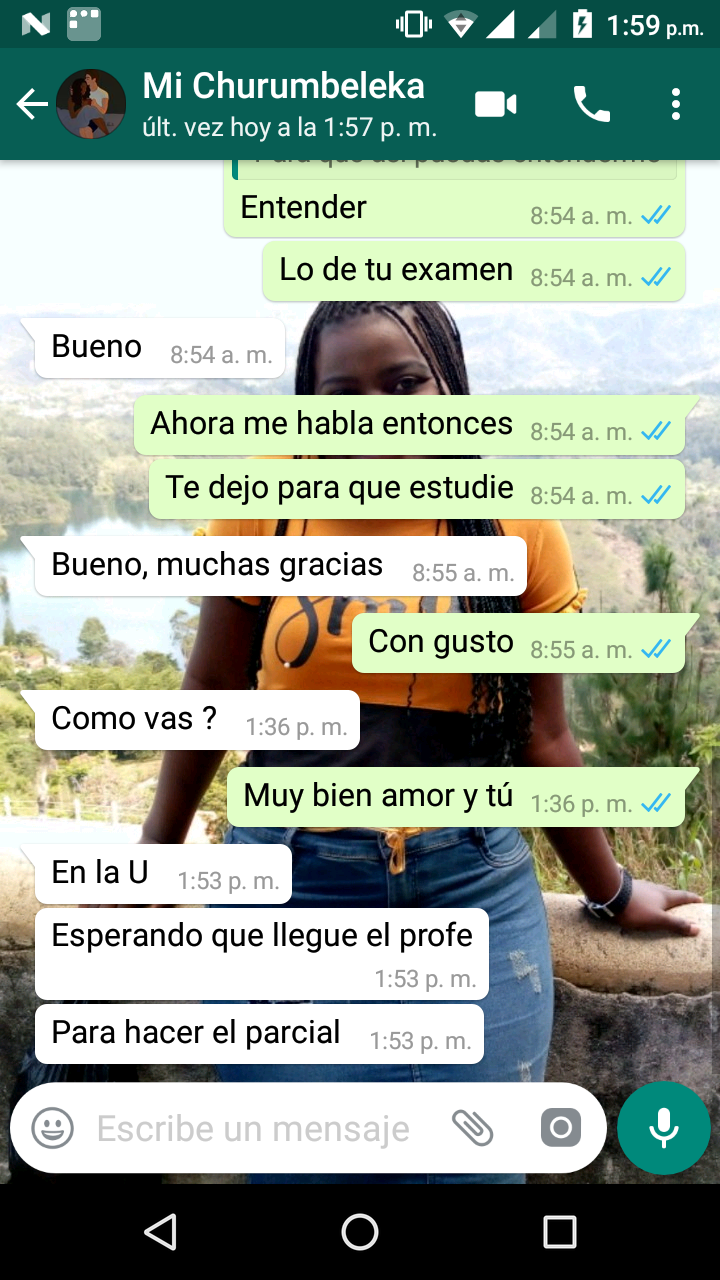 1:59 p.m.
Mi Churumbeleka
últ. vez hoy a la 1:57 p. m.
Entender
8:54 a. m.
Lo de tu examen 8:54 a. m.
Bueno 8:54 a. m.
Ahora me habla entonces 8:54 a. m.
Te dejo para que estudie 8:54 a. m.
Bueno, muchas gracias 8:55 a. m.
Con gusto 8:55 a. m.
Como vas ? 1:36 p. m.
Muy bien amor y tú 1:36 p. m.
En la U 1:53 p. m.
Esperando que llegue el profe
1:53 p. m.
Para hacer el parcial 1:53 p. m.
Escribe un mensaje